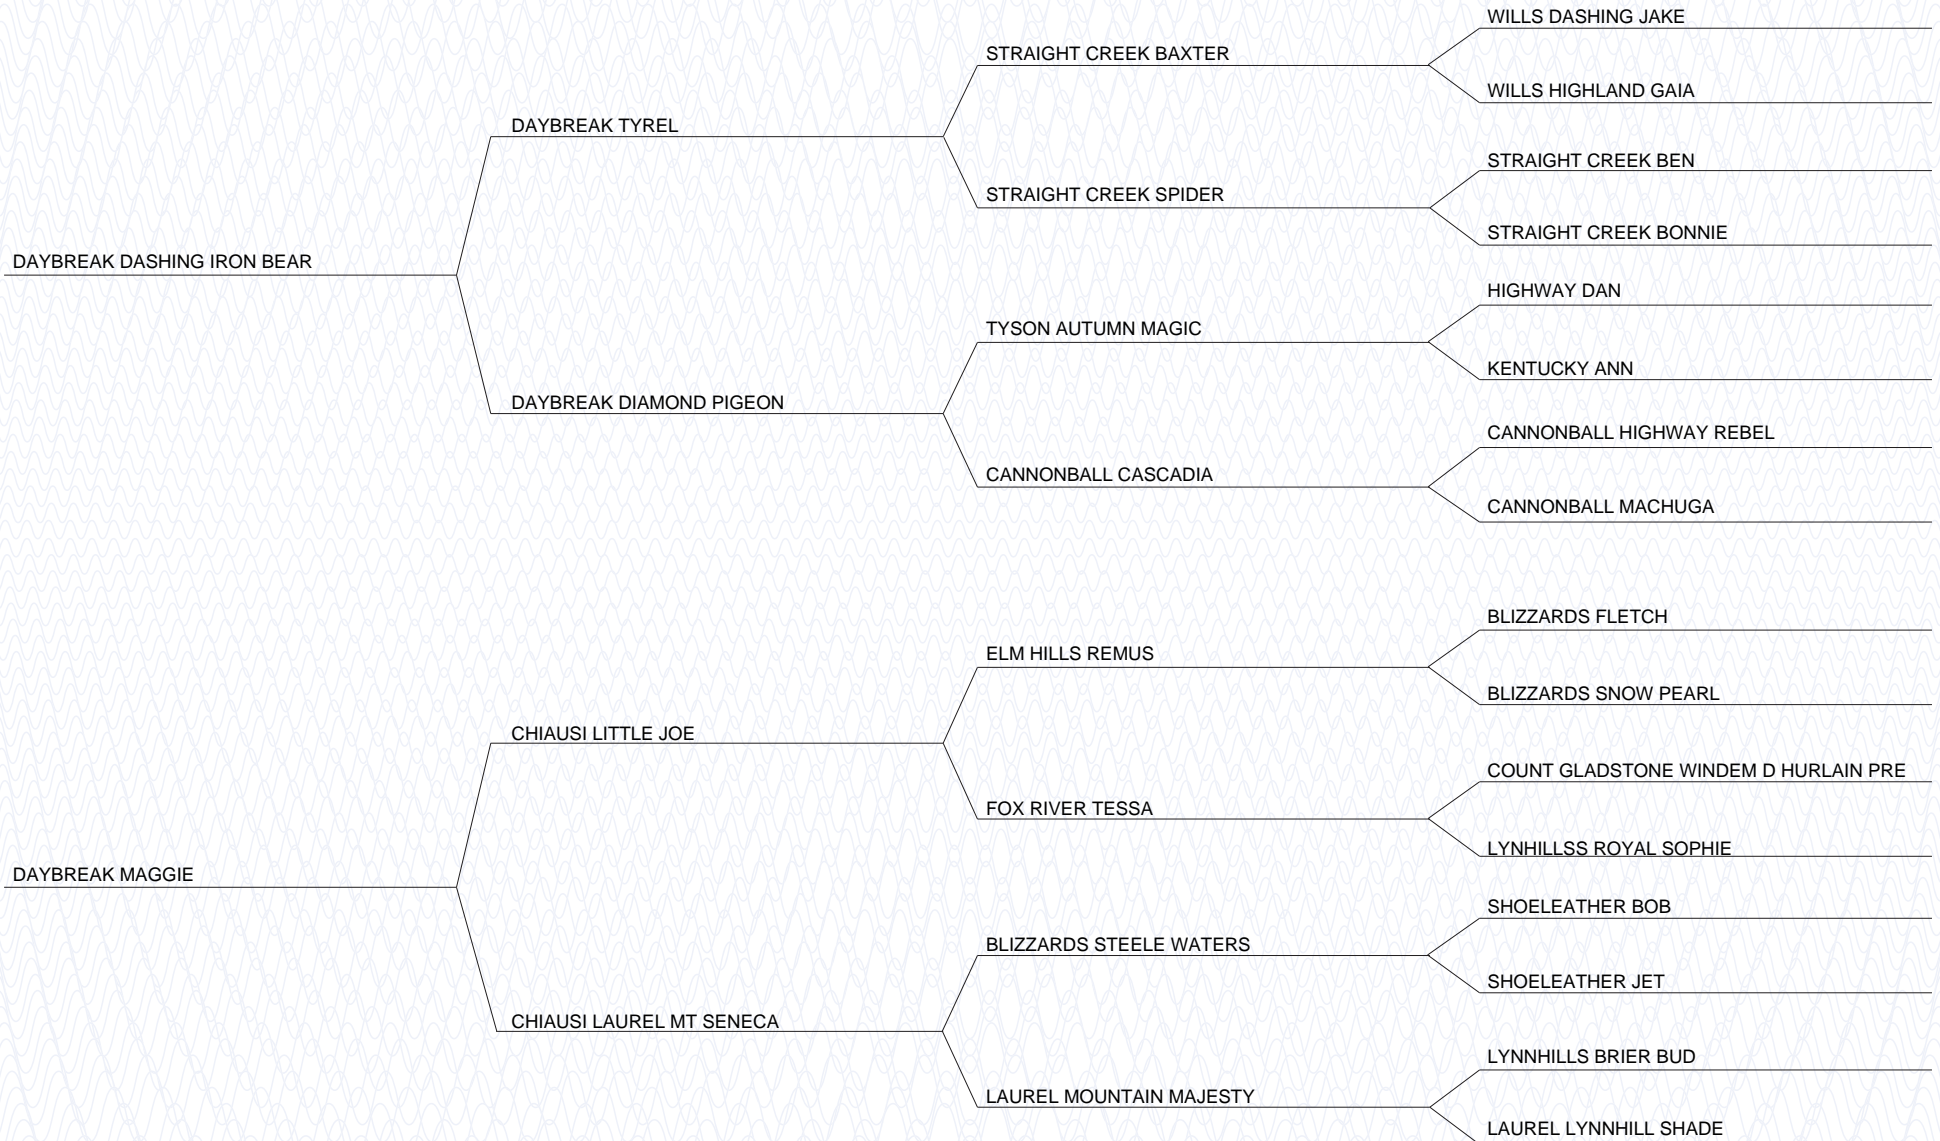 WILLS DASHING JAKE
STRAIGHT CREEK BAXTER
WILLS HIGHLAND GAIA
DAYBREAK TYREL
STRAIGHT CREEK BEN
STRAIGHT CREEK SPIDER
STRAIGHT CREEK BONNIE
DAYBREAK DASHING IRON BEAR
HIGHWAY DAN
TYSON AUTUMN MAGIC
KENTUCKY ANN
DAYBREAK DIAMOND PIGEON
CANNONBALL HIGHWAY REBEL
CANNONBALL CASCADIA
CANNONBALL MACHUGA
BLIZZARDS FLETCH
ELM HILLS REMUS
BLIZZARDS SNOW PEARL
CHIAUSI LITTLE JOE
COUNT GLADSTONE WINDEM D HURLAIN PRE
FOX RIVER TESSA
LYNHILLSS ROYAL SOPHIE
DAYBREAK MAGGIE
SHOELEATHER BOB
BLIZZARDS STEELE WATERS
SHOELEATHER JET
CHIAUSI LAUREL MT SENECA
LYNNHILLS BRIER BUD
LAUREL MOUNTAIN MAJESTY
LAUREL LYNNHILL SHADE